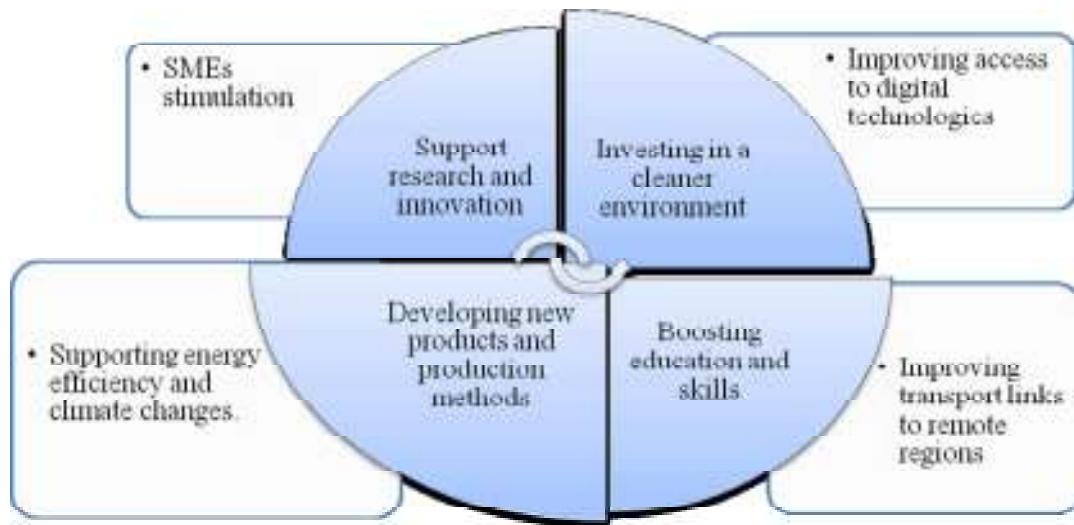 • SMEs
stimulation
Support
research and
innovation
Investing in a
cleaner
environment
• Improving access
to digital
technologies
• Supporting energy
efficiency and
climate changes.
Developing new
products and
production
methods
Boosting
education and
skills
• Improving
transport links
to remote
regions